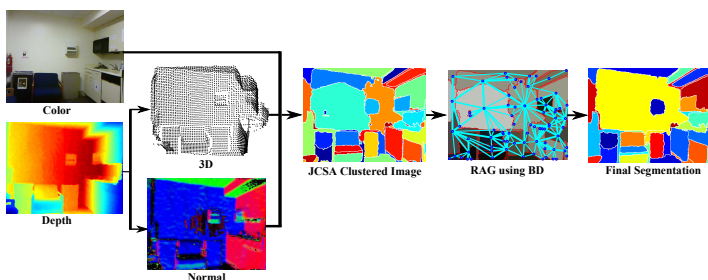 Color
3D
JCSA Clustered Image
RAG using BD
Final Segmentation
Depth
Normal